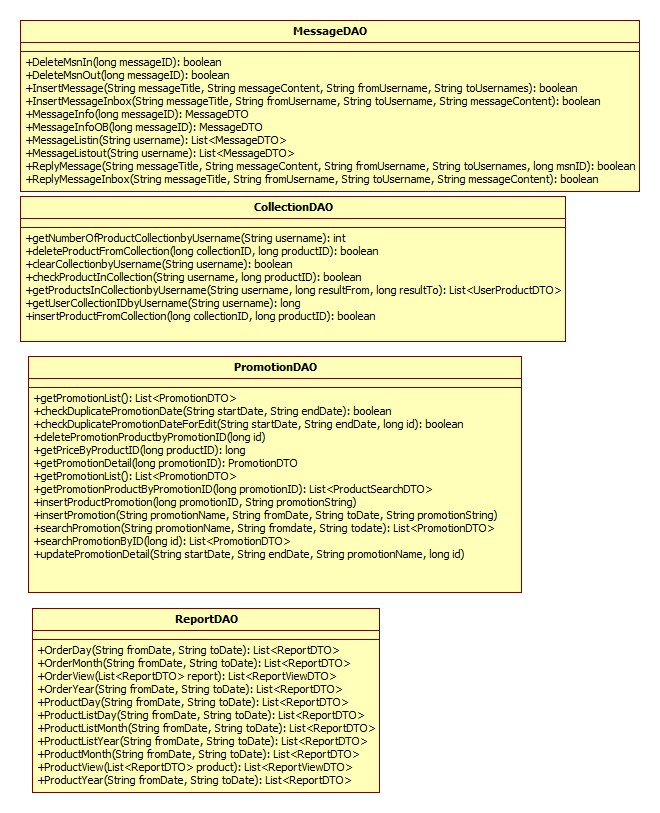 MessageDAO
+DeleteMsnIn(long messageID): boolean
+DeleteMsnOut(long messageID): boolean
+InsertMessage(String messageTitle, String messageContent, String fromUsername, String toUsernames): boolean
+InsertMessageInbox(String messageTitle, String fromUsername, String toUsername, String messageContent): boolean
+MessageInfo(long messageID): MessageDTO
+MessageInfoOB(long messageID): MessageDTO
+MessageListin(String username): List<MessageDTO>
+MessageListout(String username): List<MessageDTO>
+ReplyMessage(String messageTitle, String messageContent, String fromUsername, String toUsernames, long msnID): boolean
+ReplyMessageInbox(String messageTitle, String fromUsername, String toUsername, String messageContent): boolean
CollectionDAO
+getNumberOfProductCollectionbyUsername(String username): int
+deleteProductFromCollection(long collectionID, long productID): boolean
+clearCollectionbyUsername(String username): boolean
+checkProductInCollection(String username, long productID): boolean
+getProductsInCollectionbyUsername(String username, long resultFrom, long resultTo): List<UserProductDTO>
+getUserCollectionIDbyUsername(String username): long
+insertProductFromCollection(long collectionID, long productID): boolean
PromotionDAO
+getPromotionList(): List<PromotionDTO>
+checkDuplicatePromotionDate(String startDate, String endDate): boolean
+checkDuplicatePromotionDateForEdit(String startDate, String endDate, long id): boolean
+deletePromotionProductbyPromotionID(long id)
+getPriceByProductID(long productID): long
+getPromotionDetail(long promotionID): PromotionDTO
+getPromotionList(): List<PromotionDTO>
+getPromotionProductByPromotionID(long promotionID): List<ProductSearchDTO>
+insertProductPromotion(long promotionID, String promotionString)
+insertPromotion(String promotionName, String fromDate, String toDate, String promotionString)
+searchPromotion(String promotionName, String fromdate, String todate): List<PromotionDTO>
+searchPromotionByID(long id): List<PromotionDTO>
+updatePromotionDetail(String startDate, String endDate, String promotionName, long id)
ReportDAO
+OrderDay(String fromDate, String toDate): List<ReportDTO>
+OrderMonth(String fromDate, String toDate): List<ReportDTO>
+OrderView(List<ReportDTO> report): List<ReportViewDTO>
+OrderYear(String fromDate, String toDate): List<ReportDTO>
+ProductDay(String fromDate, String toDate): List<ReportDTO>
+ProductListDay(String fromDate, String toDate): List<ReportDTO>
+ProductListMonth(String fromDate, String toDate): List<ReportDTO>
+ProductListYear(String fromDate, String toDate): List<ReportDTO>
+ProductMonth(String fromDate, String toDate): List<ReportDTO>
+ProductView(List<ReportDTO> product): List<ReportViewDTO>
+ProductYear(String fromDate, String toDate): List<ReportDTO>